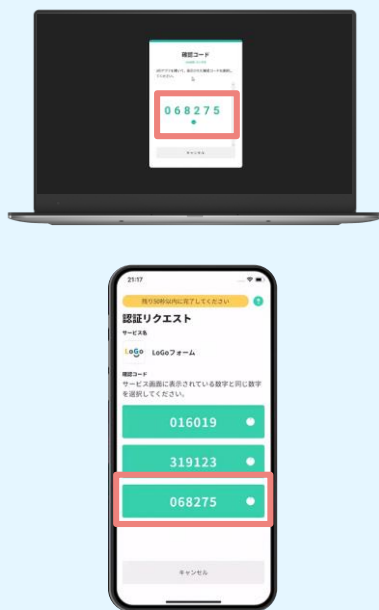 確認コード
068275
キャンセル
21:17
残り50秒以内に完了してください
?
認証リクエスト
サービス名
LoGo LoGoフォーム
確認コード
サービス画面に表示されている数字と同じ数字
を選択してください。
016019
319123
068275
キャンセル